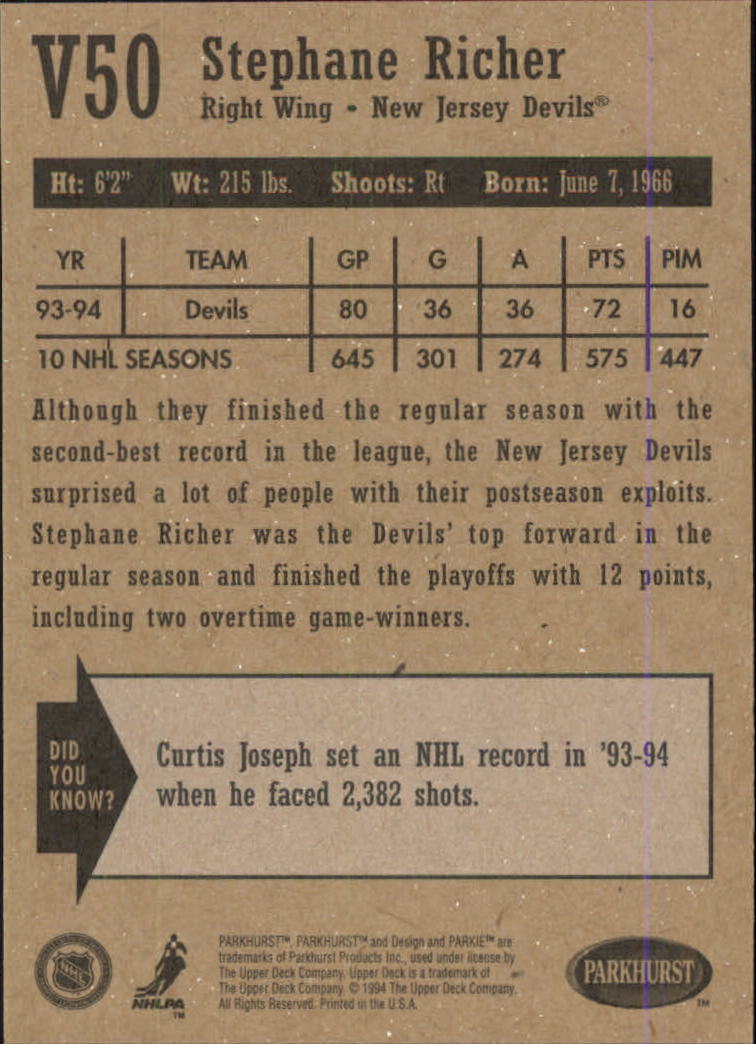 V50 Stephane Richer
Right Wing • New Jersey Devils®
Ht: 6'2" Wt: 215 lbs. Shoots: Rt Born: June 7, 1966
YR TEAM GP G A PTS PIM
93-94 Devils 80 36 36 72 16
10 NHL SEASONS 645 301 274 575 447
Although they finished the regular season with the
second-best record in the league, the New Jersey Devils
surprised a lot of people with their postseason exploits.
Stephane Richer was the Devils' top forward in the
regular season and finished the playoffs with 12 points,
including two overtime game-winners.
DID
YOU
KNOW?
Curtis Joseph set an NHL record in '93-94
when he faced 2,382 shots.
NHL
NHLPA
TM
PARKHURST™, PARKHURST™ and Design and PARKIE™ are
trademarks of Parkhurst Products Inc., used under license by
The Upper Deck Company. Upper Deck is a trademark of
The Upper Deck Company. © 1994 The Upper Deck Company.
All Rights Reserved. Printed in the U.S.A.
PARKHURST
TM